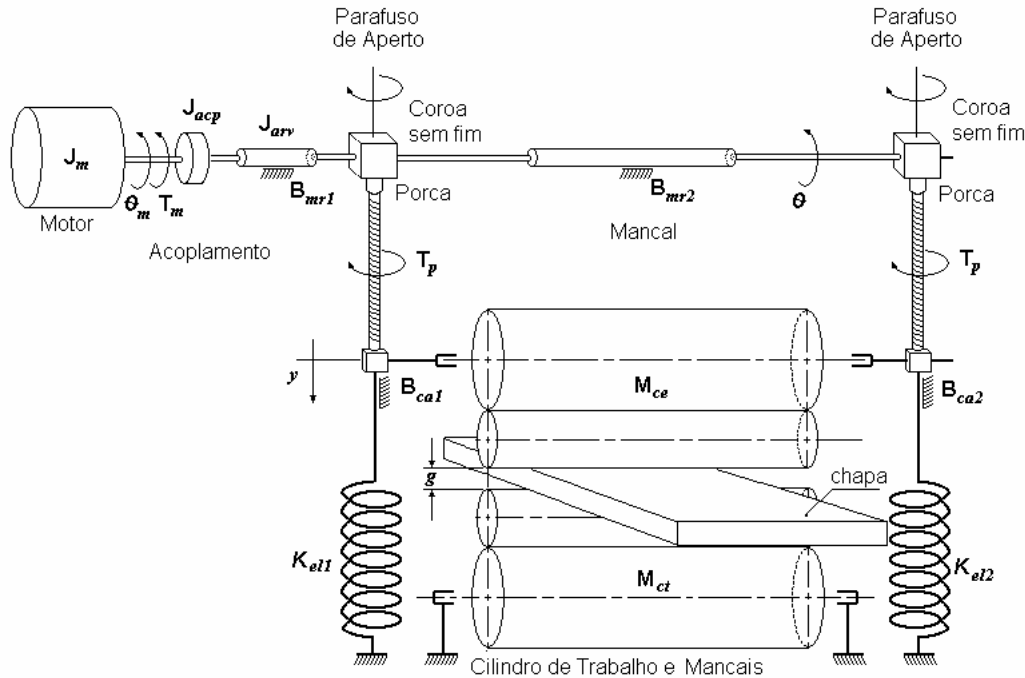 Parafuso
de Aperto
Parafuso
de Aperto
Coroa
sem fim
Coroa
sem fim
J_acp
J_arv
J_m
Motor
θ_m
T_m
Acoplamento
B_mr1
Porca
B_mr2
Mancal
θ
Porca
T_p
T_p
y
B_ca1
M_ce
B_ca2
g
chapa
K_el1
M_ct
K_el2
Cilindro de Trabalho e Mancais